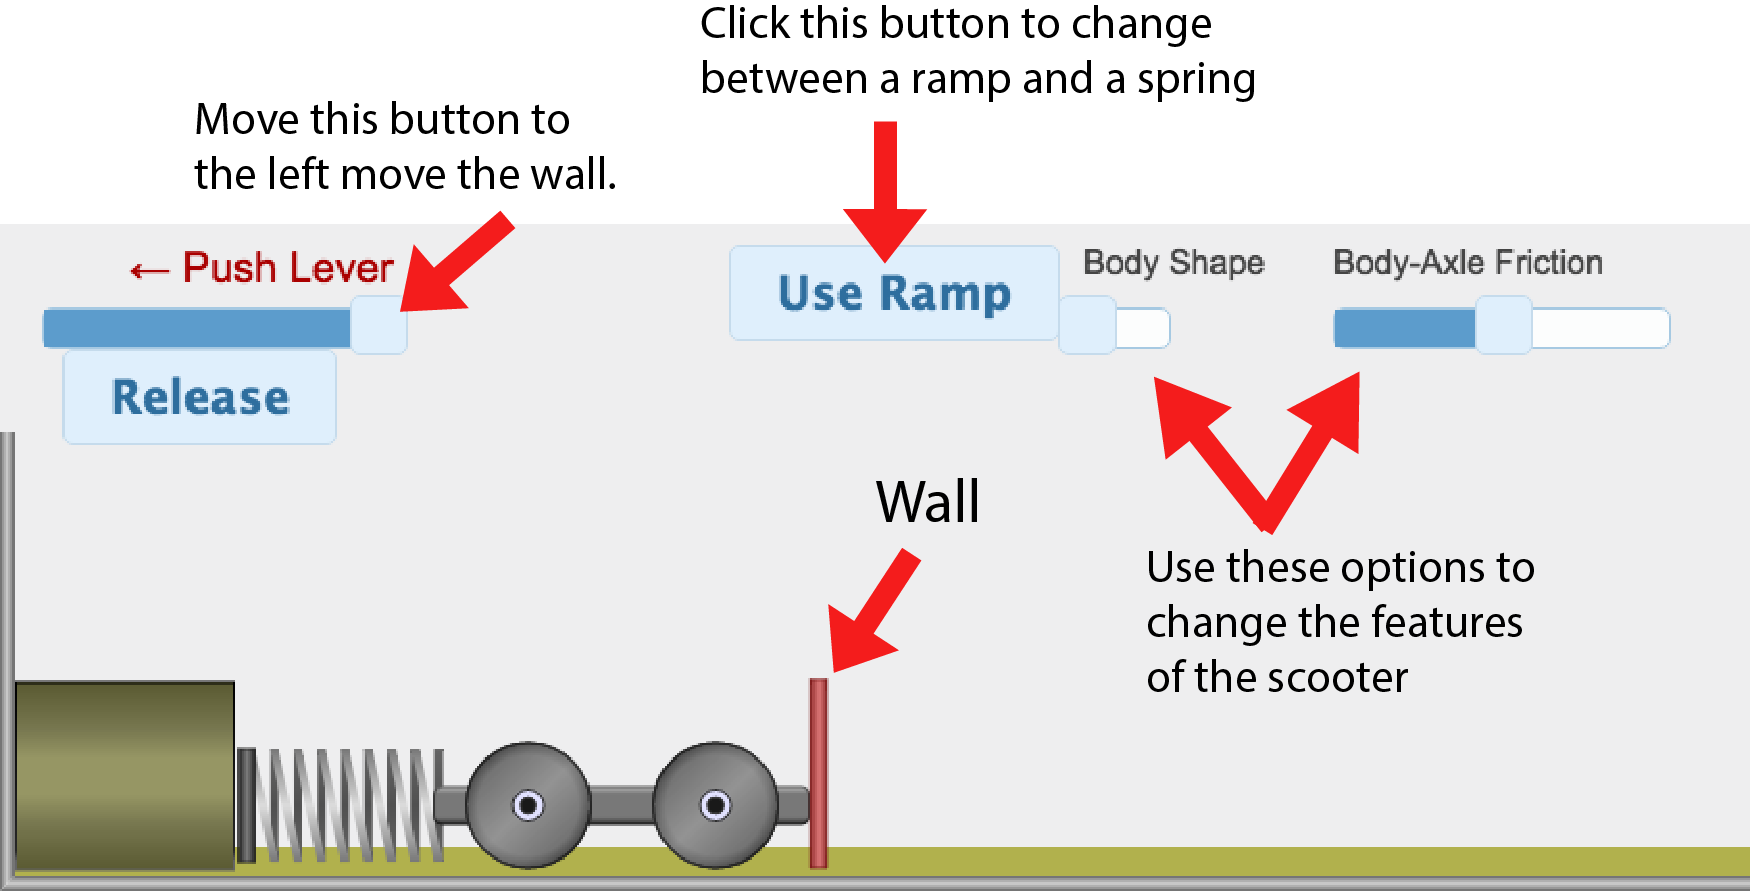 Click this button to change
between a ramp and a spring
Move this button to
the left move the wall.
← Push Lever
Use Ramp
Body Shape
Body-Axle Friction
Release
Wall
Use these options to
change the features
of the scooter